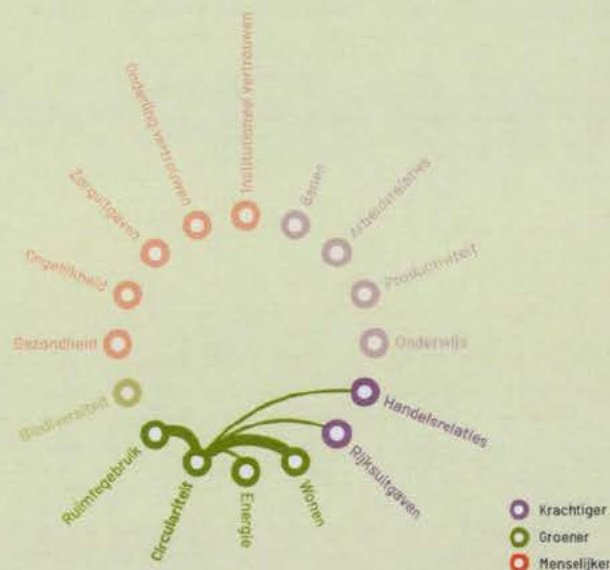 Institutioneel vertrouwen
Onderling vertrouwen
Zorguitgaven
Ongelijkheid
Gezondheid
Biodiversiteit
Ruimtegebruik
Circulariteit
Energie
Wonen
Rijksuitgaven
Handelsrelaties
Onderwijs
Productiviteit
Arbeidsrelaties
Banen
Krachtiger
Groener
Menselijker